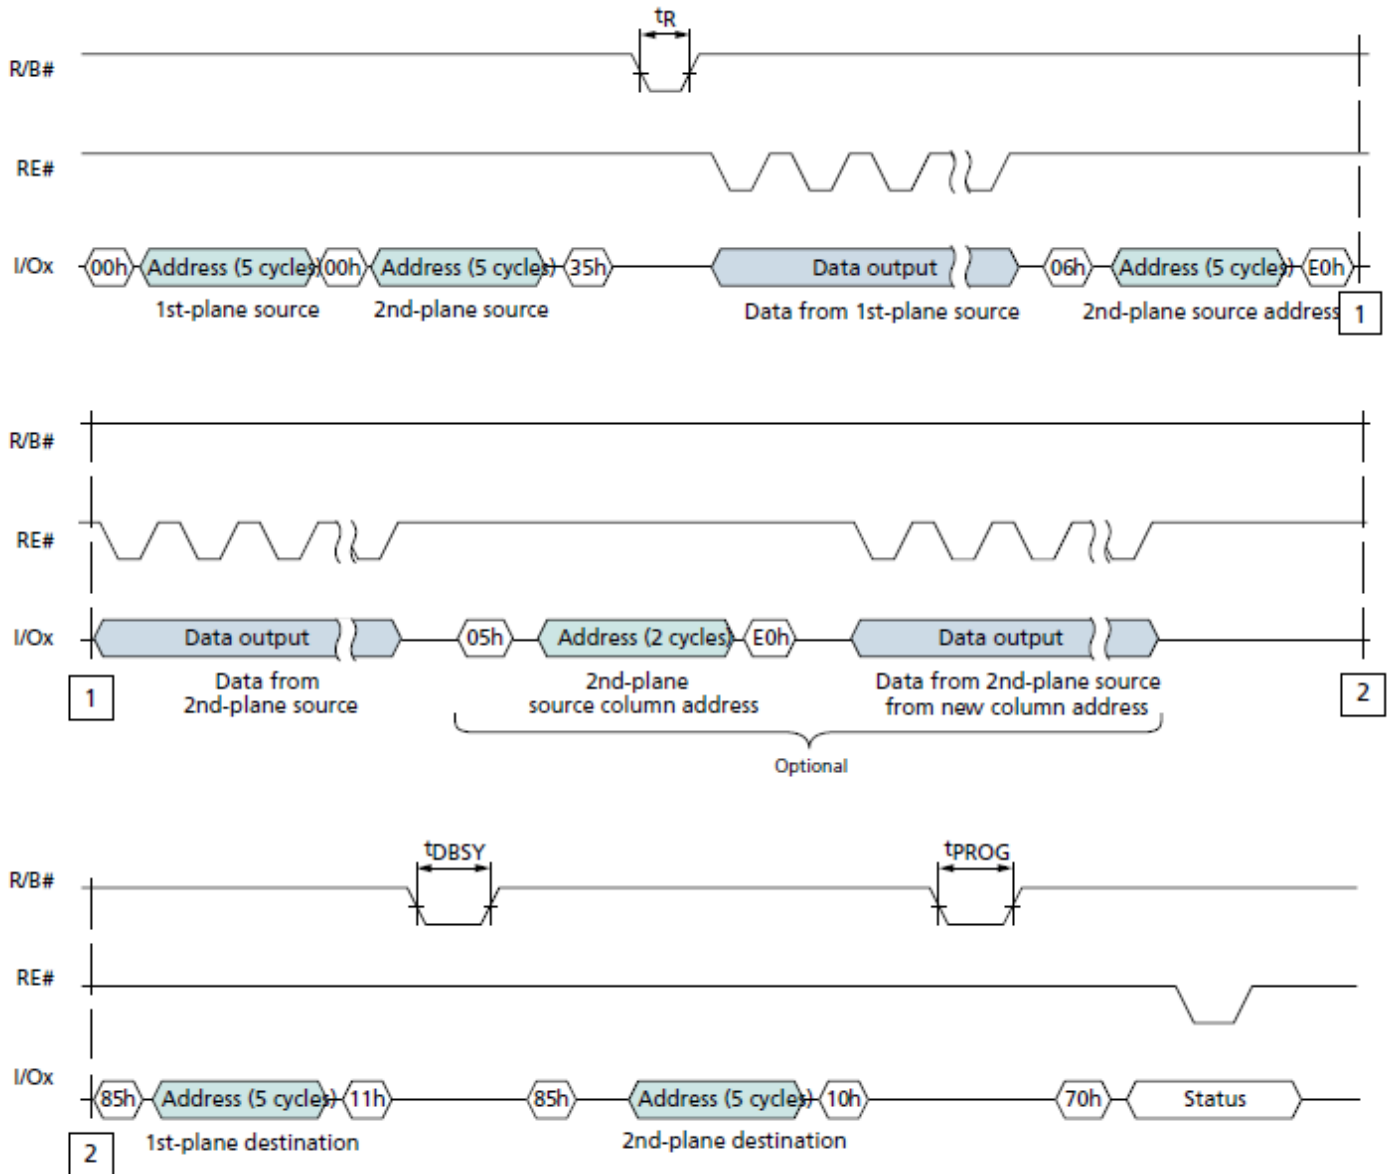 tR
R/B#
RE#
I/Ox 00h Address (5 cycles) 00h Address (5 cycles) 35h Data output 06h Address (5 cycles) E0h
1st-plane source 2nd-plane source Data from 1st-plane source 2nd-plane source address
1
R/B#
RE#
I/Ox Data output 05h Address (2 cycles) E0h Data output
1 Data from 2nd-plane Data from 2nd-plane source 2
2nd-plane source source column address from new column address
Optional
tDBSY tPROG
R/B#
RE#
I/Ox 85h Address (5 cycles) 11h 85h Address (5 cycles) 10h 70h Status
1st-plane destination 2nd-plane destination
2